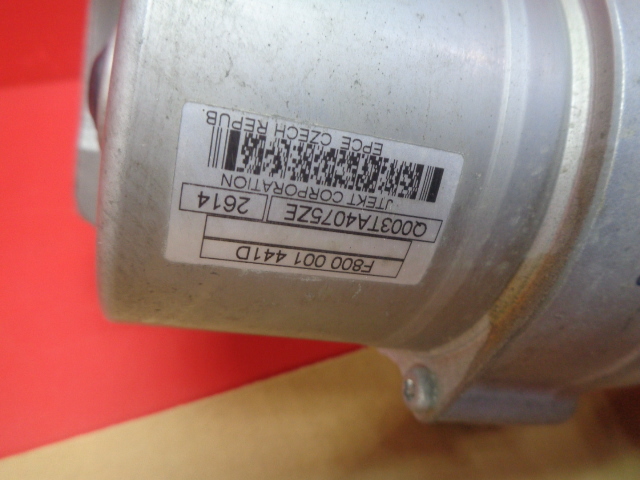 F800 001 441D
Q003TA4075ZE 2614
JTEKT CORPORATION
EPCE CZECH REPUB.